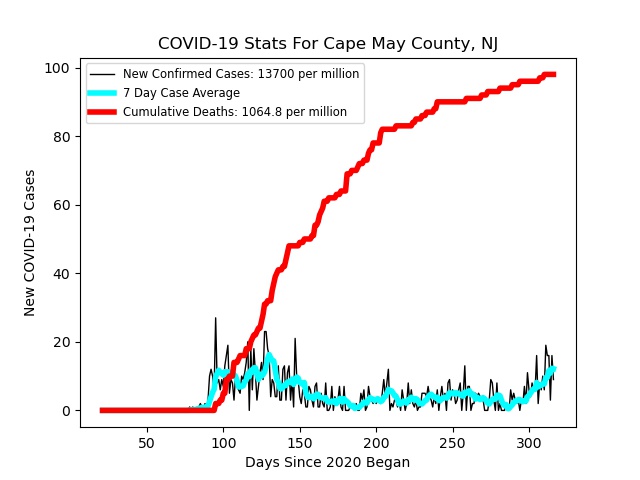 COVID-19 Stats For Cape May County, NJ
New Confirmed Cases: 13700 per million
7 Day Case Average
Cumulative Deaths: 1064.8 per million
New COVID-19 Cases
100
80
60
40
20
0
50 100 150 200 250 300
Days Since 2020 Began